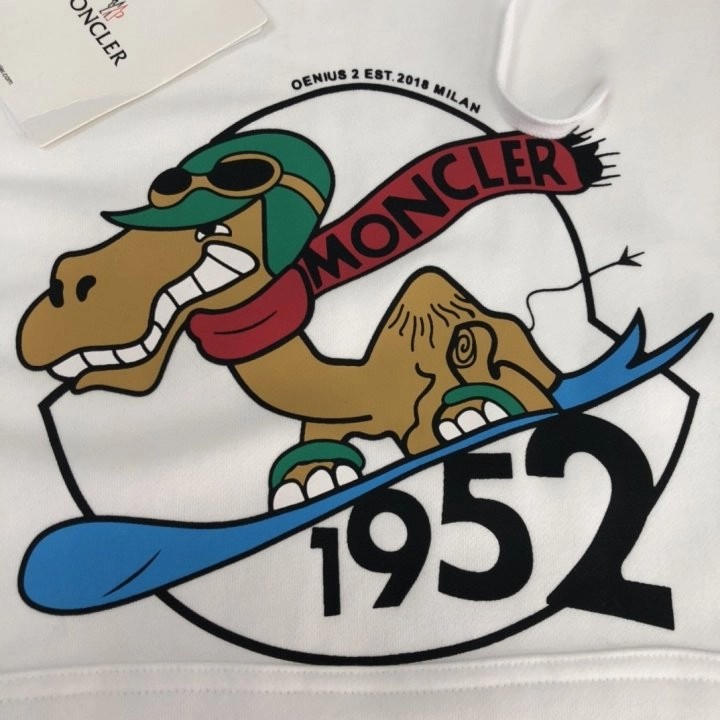 MONCLER
OENIUS 2 EST. 2018 MILAN
MONCLER
1952